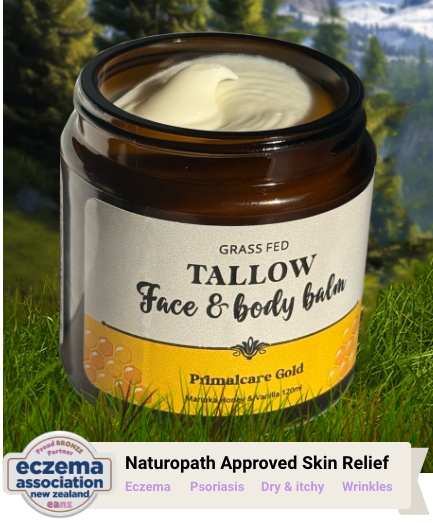 GRASS FED
TALLOW
Face & body balm
Primalcare Gold
Manuka Honey & Vanilla 120ml
Proud BRONZE
Partner
eczema
association
new zealand
eanz
Naturopath Approved Skin Relief
Eczema Psoriasis Dry & itchy Wrinkles